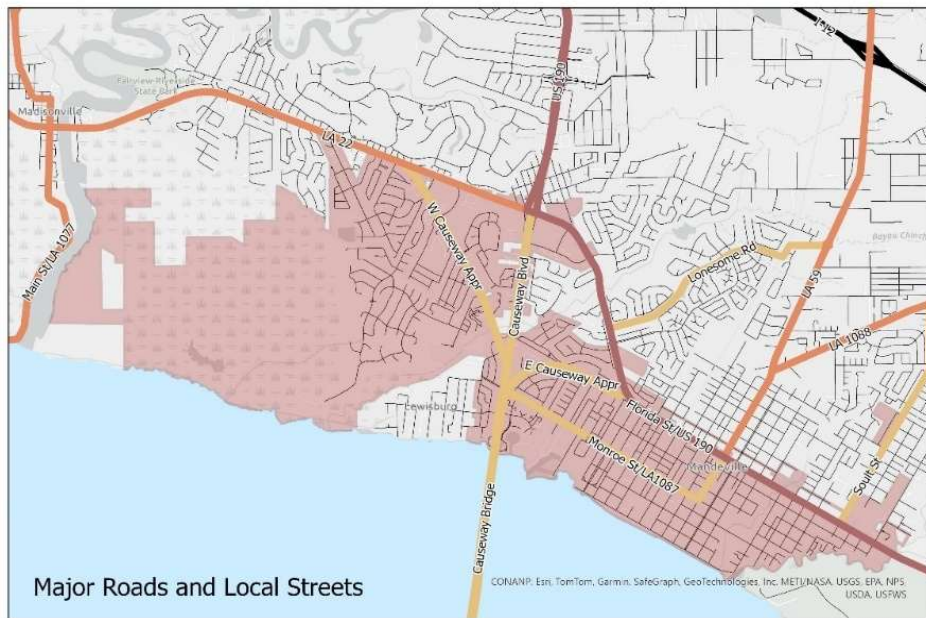 I-12
US 190
Fairview-Riverside
State Park
Madisonville
LA 22
W Causeway Appr
Main St/LA 1077
Causeway Blvd
Lonesome Rd
LA 59
LA 1088
E Causeway Appr
Lewisburg
Florida St/US 190
Monroe St/LA1087
Mandeville
Soult St
Causeway Bridge
Major Roads and Local Streets
CONANP, Esri, TomTom, Garmin, SafeGraph, GeoTechnologies, Inc, METI/NASA, USGS, EPA, NPS,
USDA, USFWS